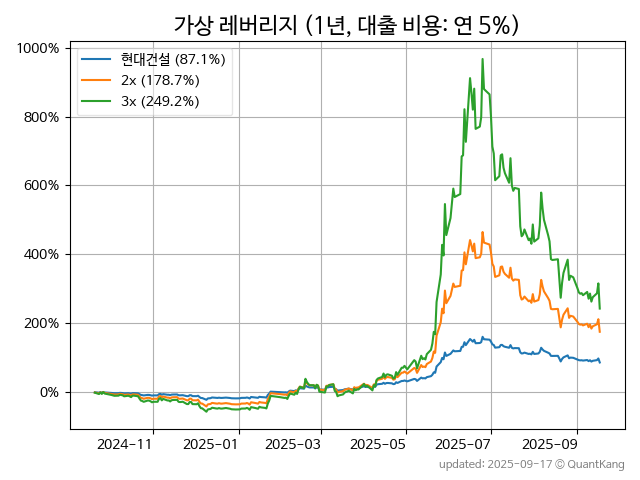 가상 레버리지 (1년, 대출 비용: 연 5%)
1000%
800%
600%
400%
200%
0%
현대건설 (87.1%)
2x (178.7%)
3x (249.2%)
2024-11
2025-01
2025-03
2025-05
2025-07
2025-09
updated: 2025-09-17 © QuantKang